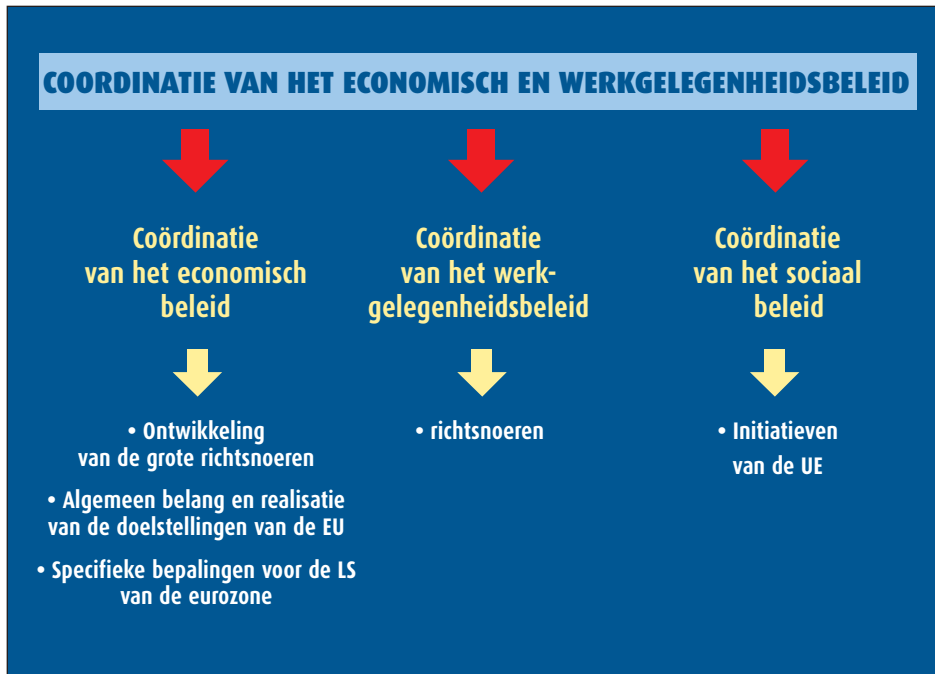 COORDINATIE VAN HET ECONOMISCH EN WERKGELEGENHEIDSBELEID
Coördinatie
van het economisch
beleid
• Ontwikkeling
van de grote richtsnoeren
• Algemeen belang en realisatie
van de doelstellingen van de EU
• Specifieke bepalingen voor de LS
van de eurozone
Coördinatie
van het werk-
gelegenheidsbeleid
• richtsnoeren
Coördinatie
van het sociaal
beleid
• Initiatieven
van de UE